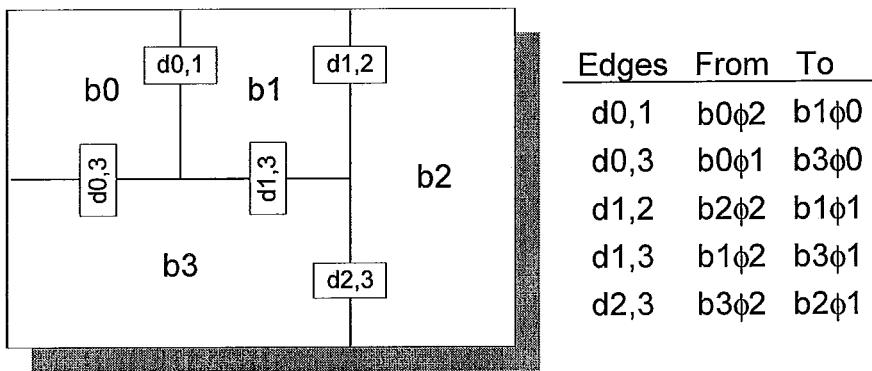 d0,1
d1,2
b0
b1
d0,3
d1,3
b2
b3
d2,3
Edges From To
d0,1 b0ϕ2 b1ϕ0
d0,3 b0ϕ1 b3ϕ0
d1,2 b2ϕ2 b1ϕ1
d1,3 b1ϕ2 b3ϕ1
d2,3 b3ϕ2 b2ϕ1